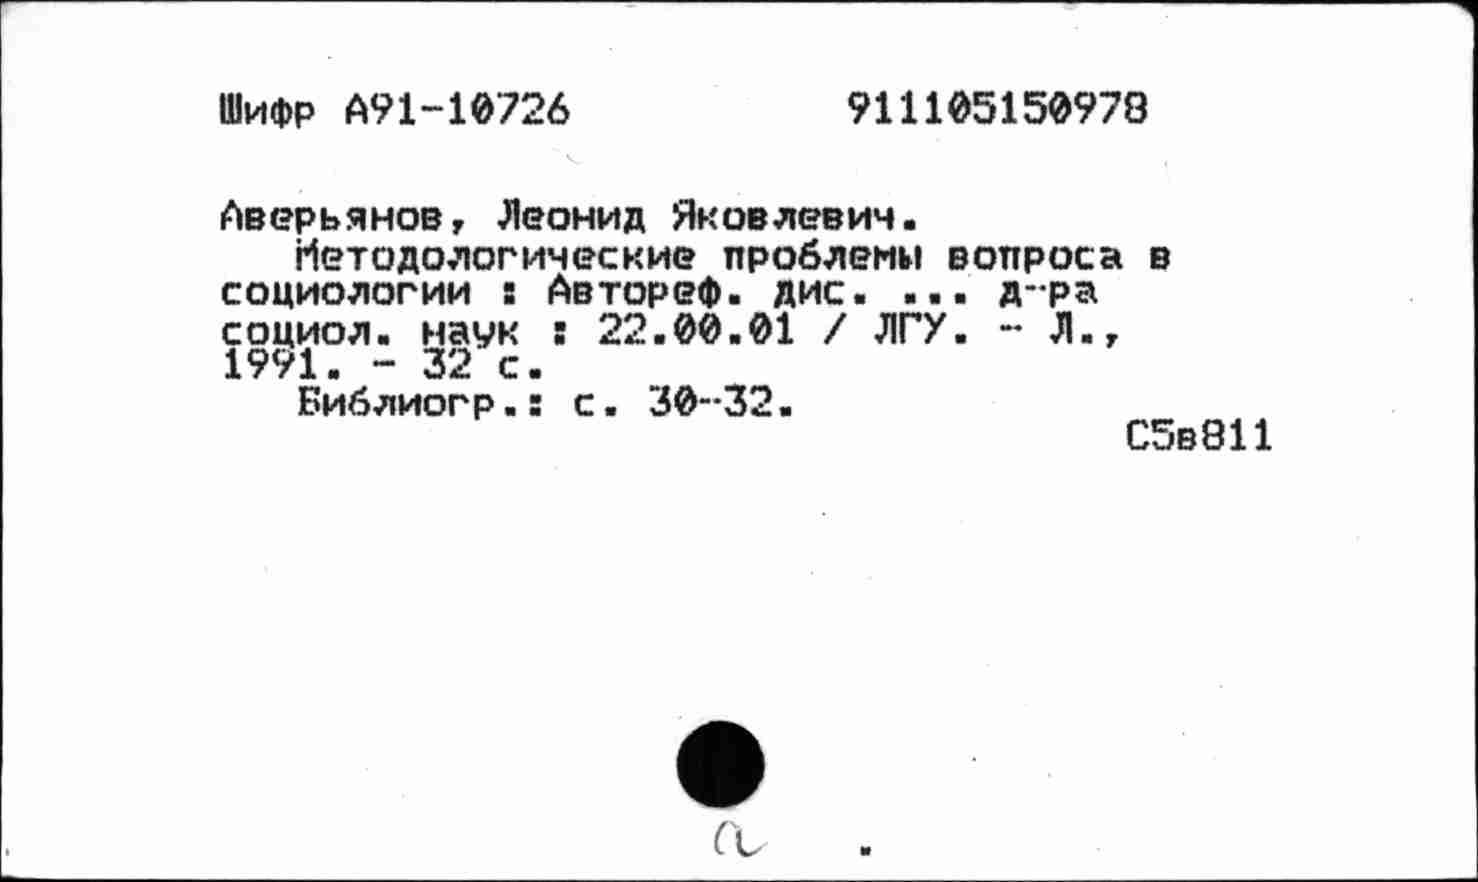 Шифр А91-10726 911105150978
Аверьянов, Леонид Яковлевич.
Методологические проблемы вопроса в
социологии : Автореф. дис. ... д-ра
социол. наук : 22.00.01 / ЛГУ. - Л.,
1991. - 32 с.
Библиогр.: с. 30-32.
С5в811
а